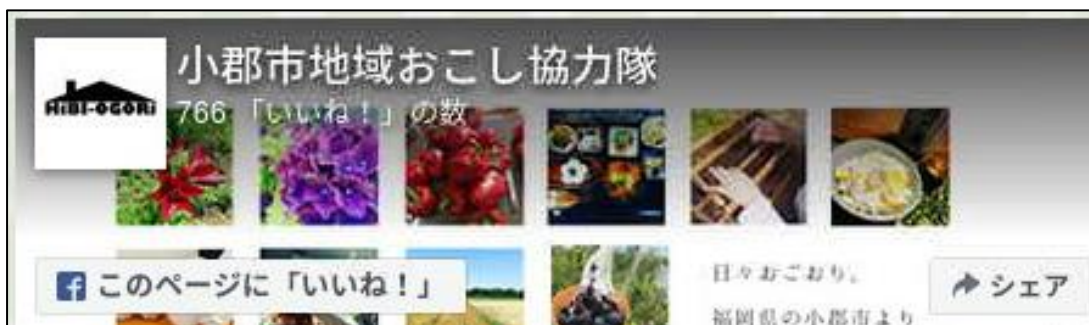 小郡市地域おこし協力隊
HiBI-OGORi
766 「いいね！」の数
日々おごおり。
このページに「いいね！」
シェア
福岡県の小郡市より